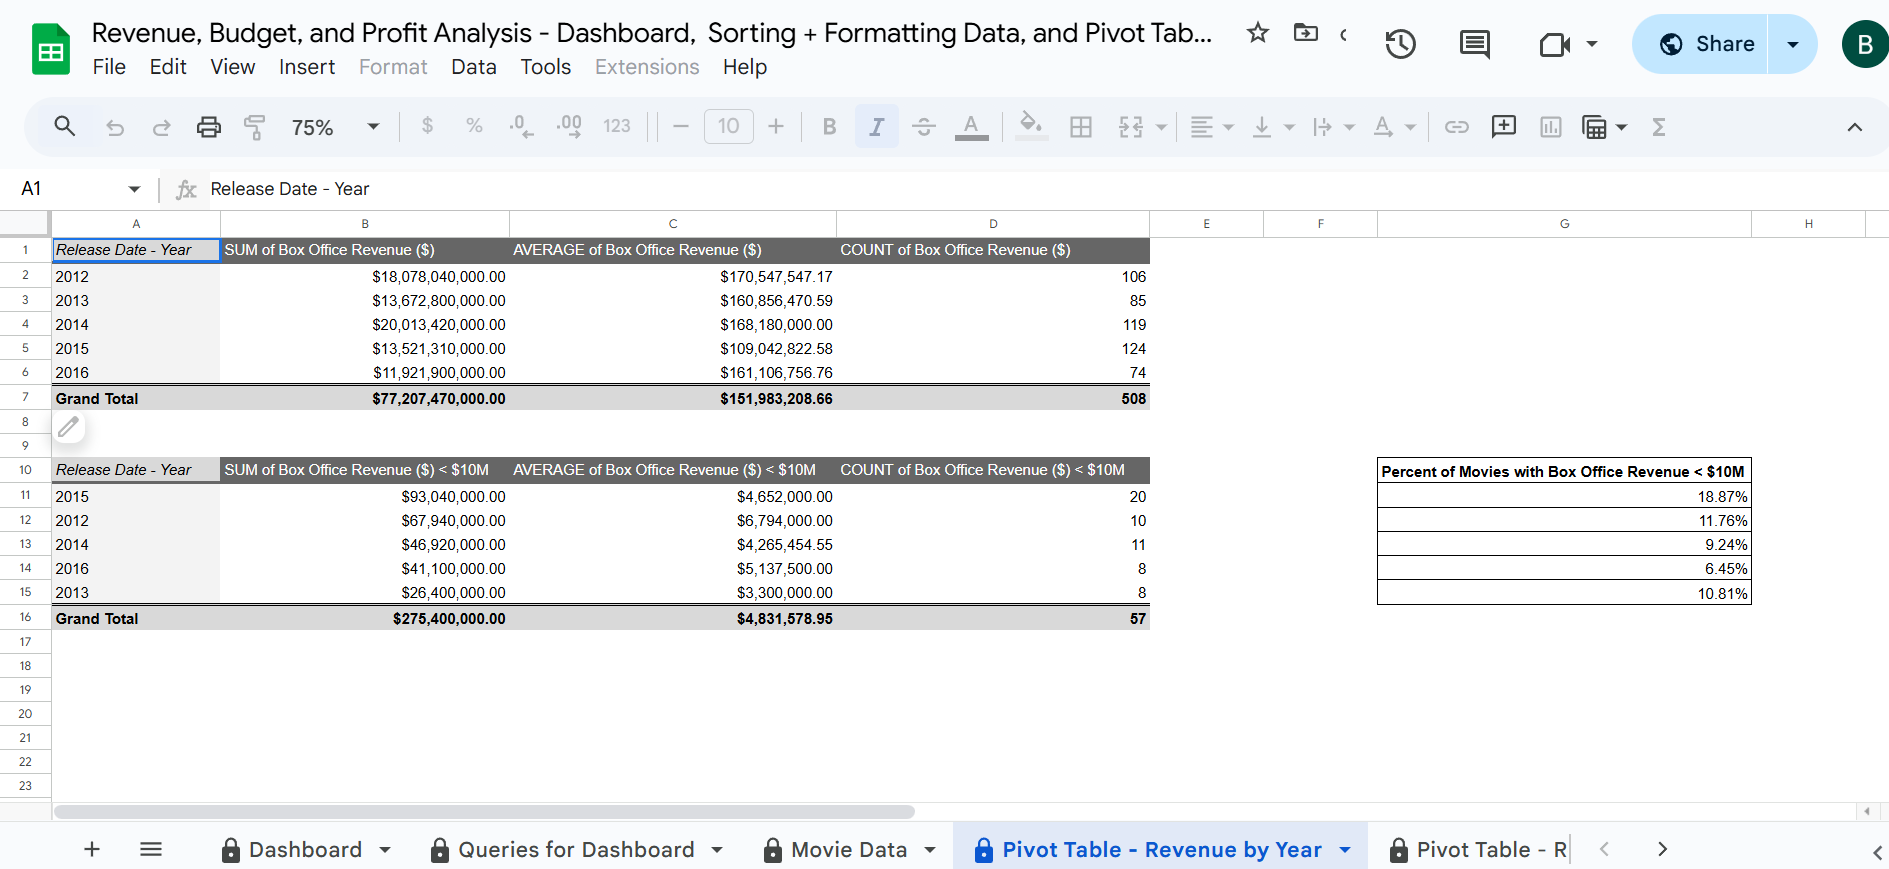 Revenue, Budget, and Profit Analysis - Dashboard, Sorting + Formatting Data, and Pivot Tab...
Share
B
File Edit View Insert Format Data Tools Extensions Help
75% $ % .0 .00 123 10 B I A A Σ
A1 fx Release Date - Year
A B C D E F G H
1 Release Date - Year SUM of Box Office Revenue ($) AVERAGE of Box Office Revenue ($) COUNT of Box Office Revenue ($)
2 2012 $18,078,040,000.00 $170,547,547.17 106
3 2013 $13,672,800,000.00 $160,856,470.59 85
4 2014 $20,013,420,000.00 $168,180,000.00 119
5 2015 $13,521,310,000.00 $109,042,822.58 124
6 2016 $11,921,900,000.00 $161,106,756.76 74
7 Grand Total $77,207,470,000.00 $151,983,208.66 508
8
9
10 Release Date - Year SUM of Box Office Revenue ($) < $10M AVERAGE of Box Office Revenue ($) < $10M COUNT of Box Office Revenue ($) < $10M Percent of Movies with Box Office Revenue < $10M
11 2015 $93,040,000.00 $4,652,000.00 20 18.87%
12 2012 $67,940,000.00 $6,794,000.00 10 11.76%
13 2014 $46,920,000.00 $4,265,454.55 11 9.24%
14 2016 $41,100,000.00 $5,137,500.00 8 6.45%
15 2013 $26,400,000.00 $3,300,000.00 8 10.81%
16 Grand Total $275,400,000.00 $4,831,578.95 57
17
18
19
20
21
22
23
Dashboard Queries for Dashboard Movie Data Pivot Table - Revenue by Year Pivot Table - R